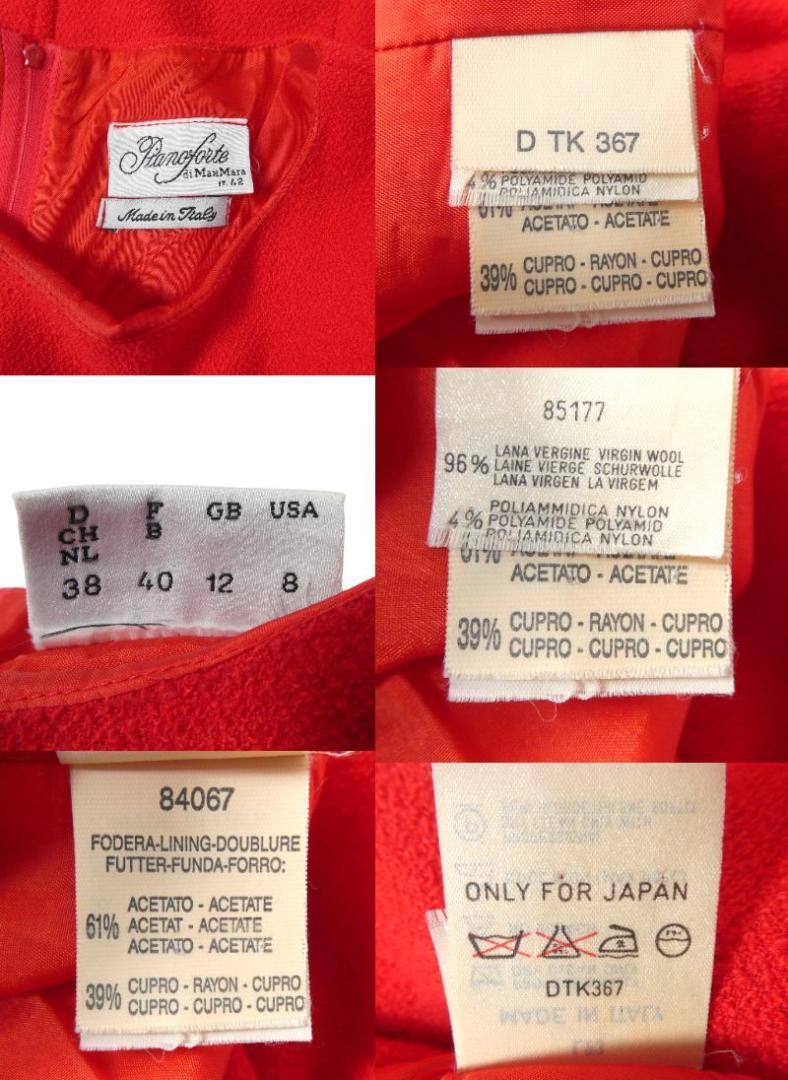 Pianoforte
di MaxMara
IT. 42
Made in Italy
D TK 367
4% POLYAMIDE POLYAMID
POLIAMIDICA NYLON
61%
ACETATO - ACETATE
39% CUPRO - RAYON - CUPRO
CUPRO - CUPRO - CUPRO
D F GB USA
CH B
NL
38 40 12 8
85177
96% LANA VERGINE VIRGIN WOOL
LAINE VIERGE SCHURWOLLE
LANA VIRGEN LA VIRGEM
POLIAMMIDICA NYLON
4% POLYAMIDE POLYAMID
POLIAMIDICA NYLON
61%
ACETATO - ACETATE
39% CUPRO - RAYON - CUPRO
CUPRO - CUPRO - CUPRO
84067
FODERA-LINING-DOUBLURE
FUTTER-FUNDA-FORRO:
ACETATO - ACETATE
61% ACETAT - ACETATE
ACETATO - ACETATE
39% CUPRO - RAYON - CUPRO
CUPRO - CUPRO - CUPRO
ONLY FOR JAPAN
DTK367
MADE IN ITALY